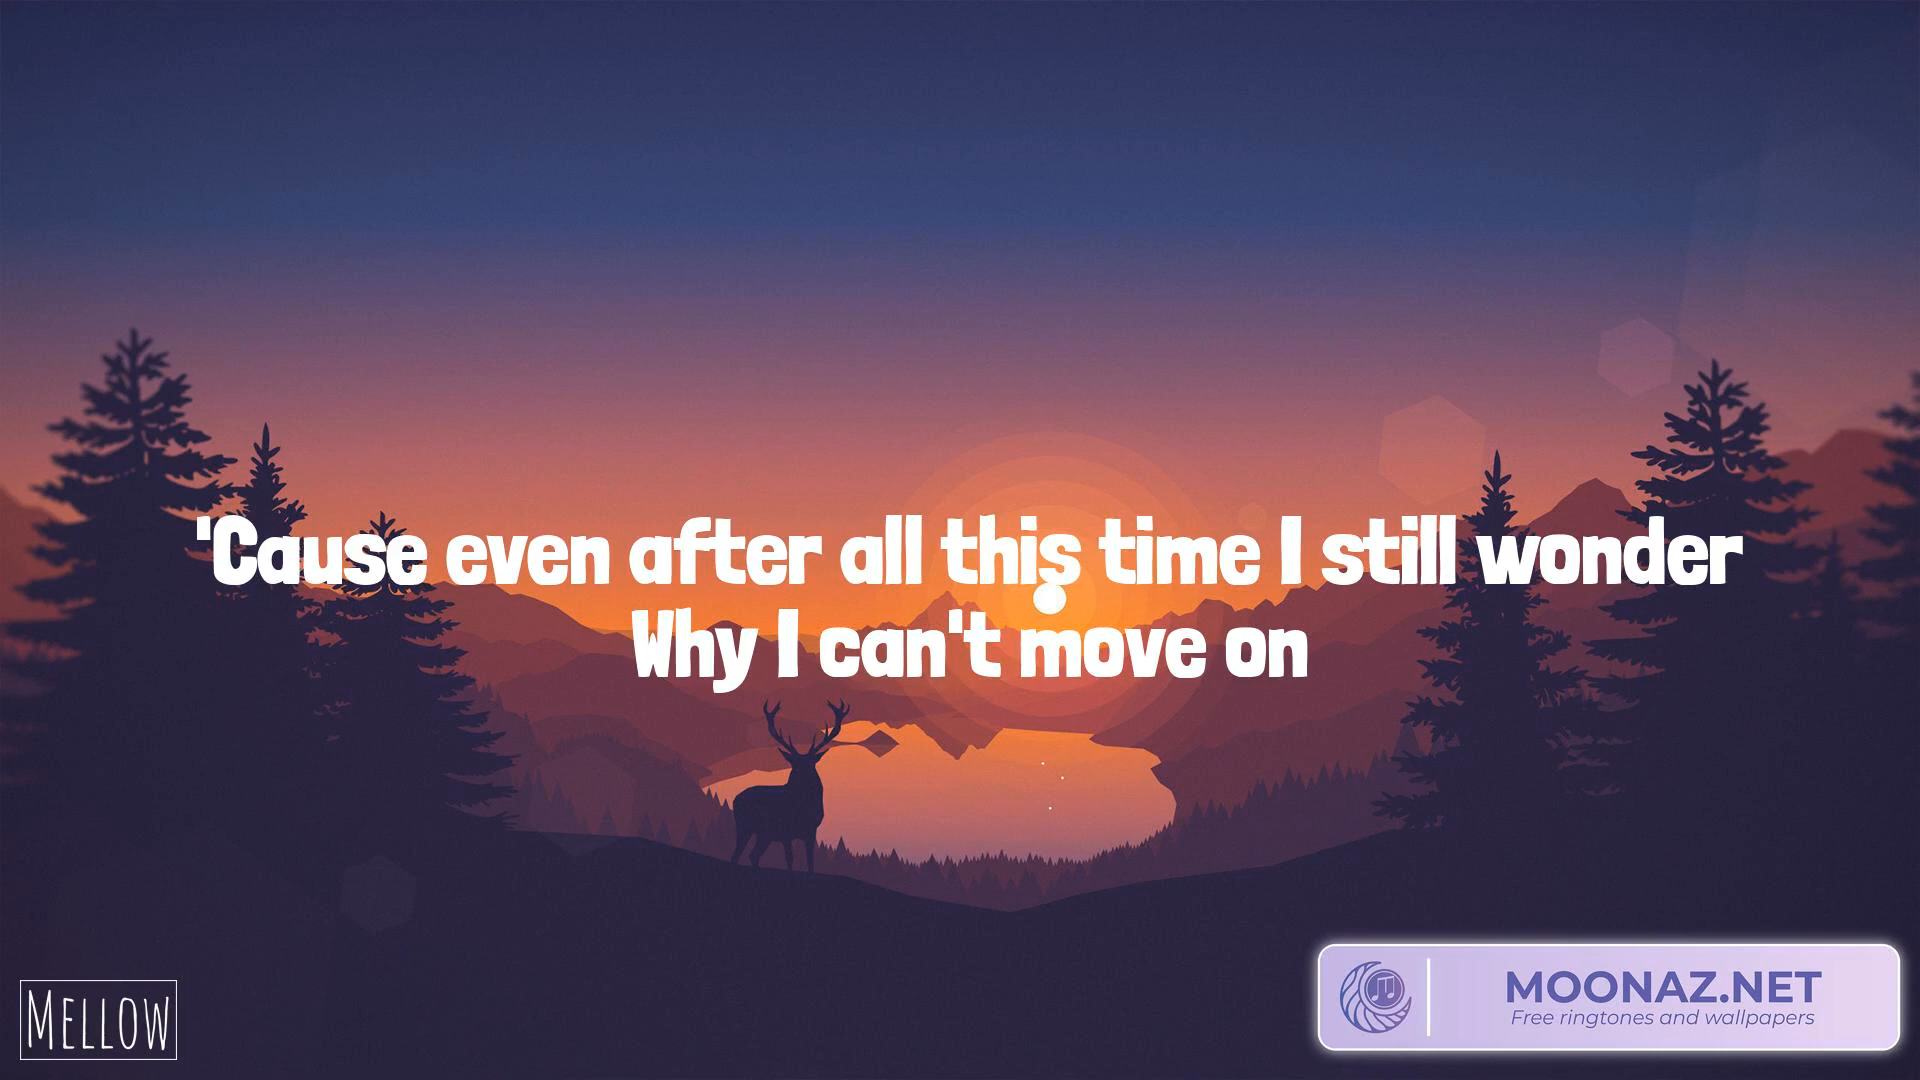 'Cause even after all this time I still wonder
Why I can't move on
MELLOW
MOONAZ.NET
Free ringtones and wallpapers